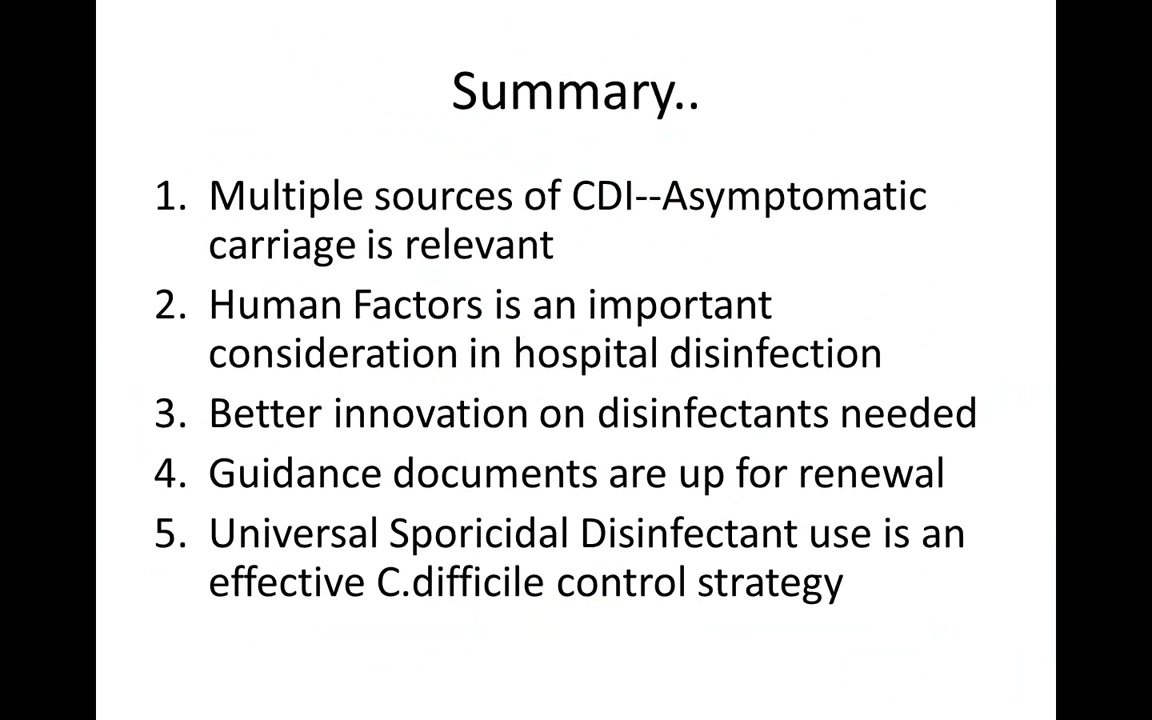 Summary..
1. Multiple sources of CDI--Asymptomatic
carriage is relevant
2. Human Factors is an important
consideration in hospital disinfection
3. Better innovation on disinfectants needed
4. Guidance documents are up for renewal
5. Universal Sporicidal Disinfectant use is an
effective C.difficile control strategy